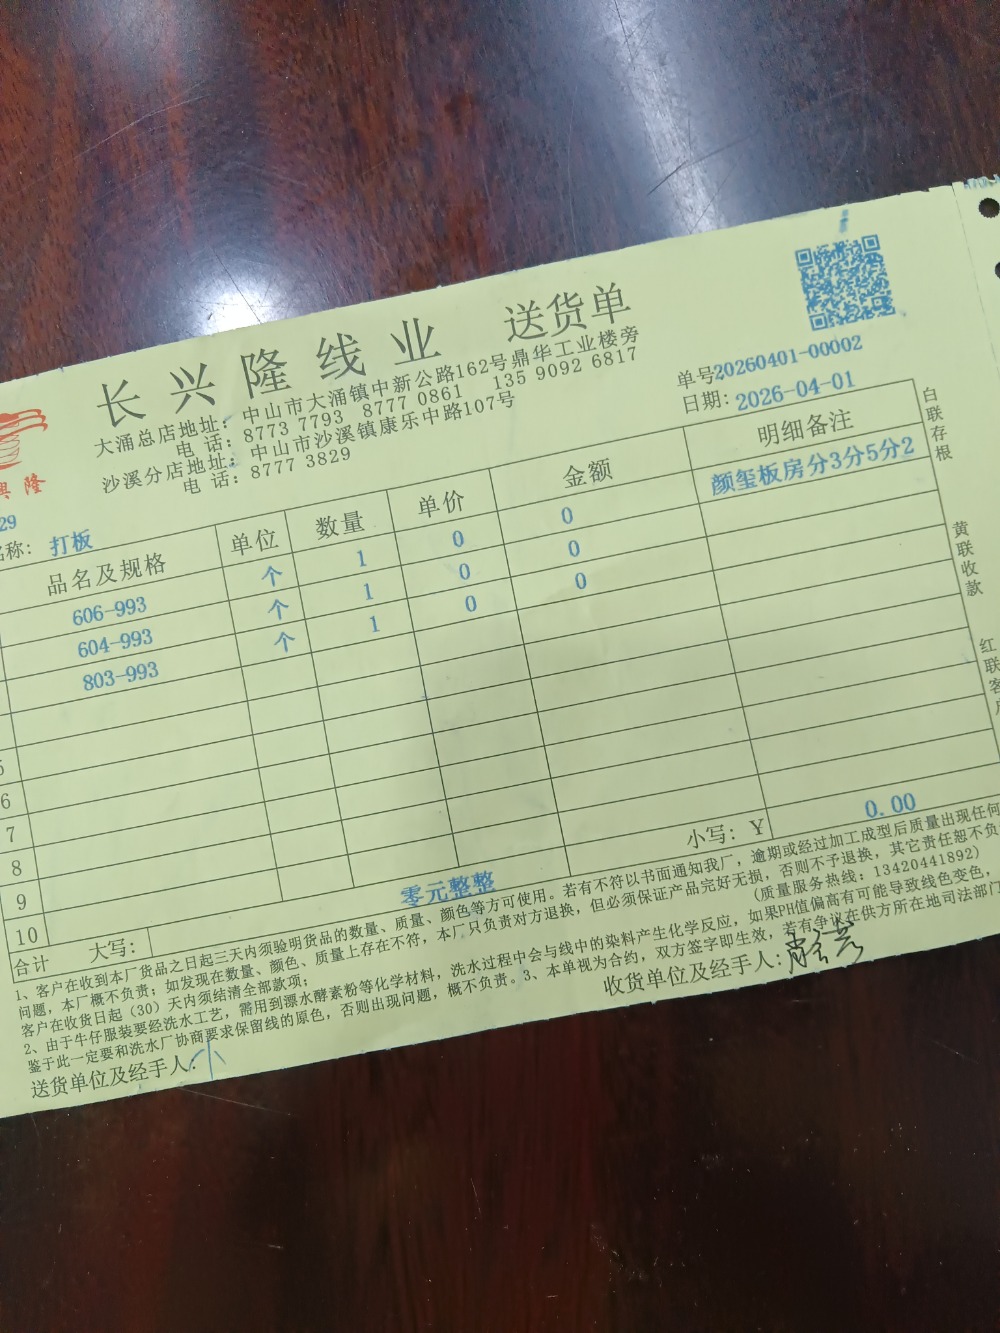 长兴隆线业 送货单
大涌总店地址: 中山市大涌镇中新公路162号鼎华工业楼旁
电 话: 8773 7793 8777 0861 135 9092 6817
沙溪分店地址: 中山市沙溪镇康乐中路107号
电 话: 8777 3829
單 隆
单号:20260401-00002
日期: 2026-04-01
29
名称: 打板
品名及规格 单位 数量 单价 金额 明细备注
606-993 个 1 0 0 颜玺板房分3分5分2
604-993 个 1 0 0
803-993 个 1 0 0
5
6
7
8
9
10
合计 大写: 零元整整 小写: ¥ 0.00
1、客户在收到本厂货品之日起三天内须验明货品的数量、质量、颜色等方可使用。若有不符以书面通知我厂，逾期或经过加工成型后质量出现任何
问题，本厂概不负责；如发现在数量、颜色、质量上存在不符，本厂只负责对方退换，但必须保证产品完好无损，否则不予退换，其它责任恕不负
客户在收货日起（30）天内须结清全部款项； (质量服务热线: 13420441892)
2、由于牛仔服装要经洗水工艺，需用到漂水酵素粉等化学材料，洗水过程中会与线中的染料产生化学反应，如果PH值偏高有可能导致线色变色，
鉴于此一定要和洗水厂协商要求保留线的原色，否则出现问题，概不负责。3、本单视为合约，双方签字即生效，若有争议在供方所在地司法部门
送货单位及经手人: 小
收货单位及经手人:
白联存根
黄联收款
红联客